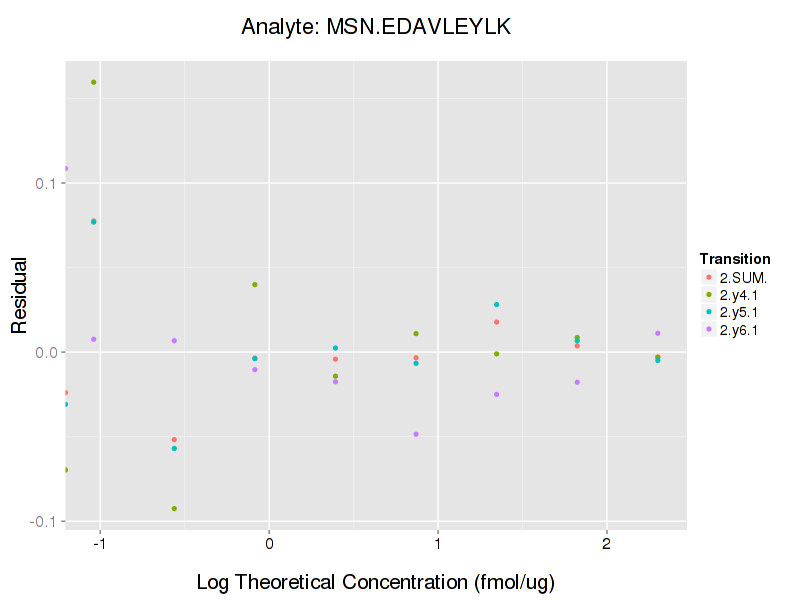 Analyte: MSN.EDAVLEYLK
Residual
0.1
0.0
-0.1
-1
0
1
2
Log Theoretical Concentration (fmol/ug)
Transition
2.SUM.
2.y4.1
2.y5.1
2.y6.1